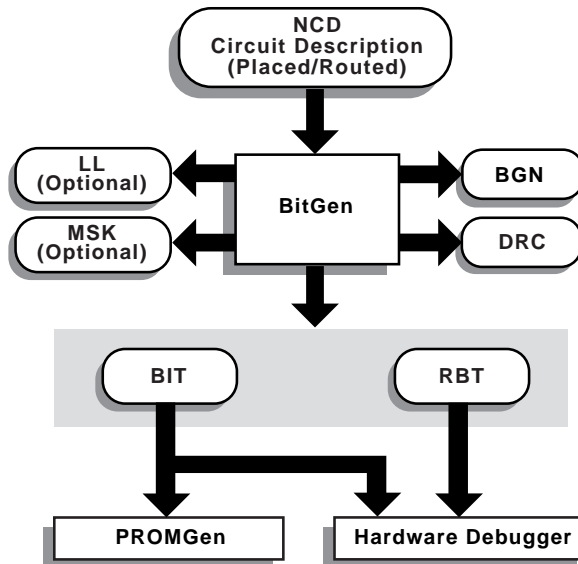 NCD
Circuit Description
(Placed/Routed)
LL
(Optional)
BGN
BitGen
MSK
(Optional)
DRC
BIT
RBT
PROMGen
Hardware Debugger